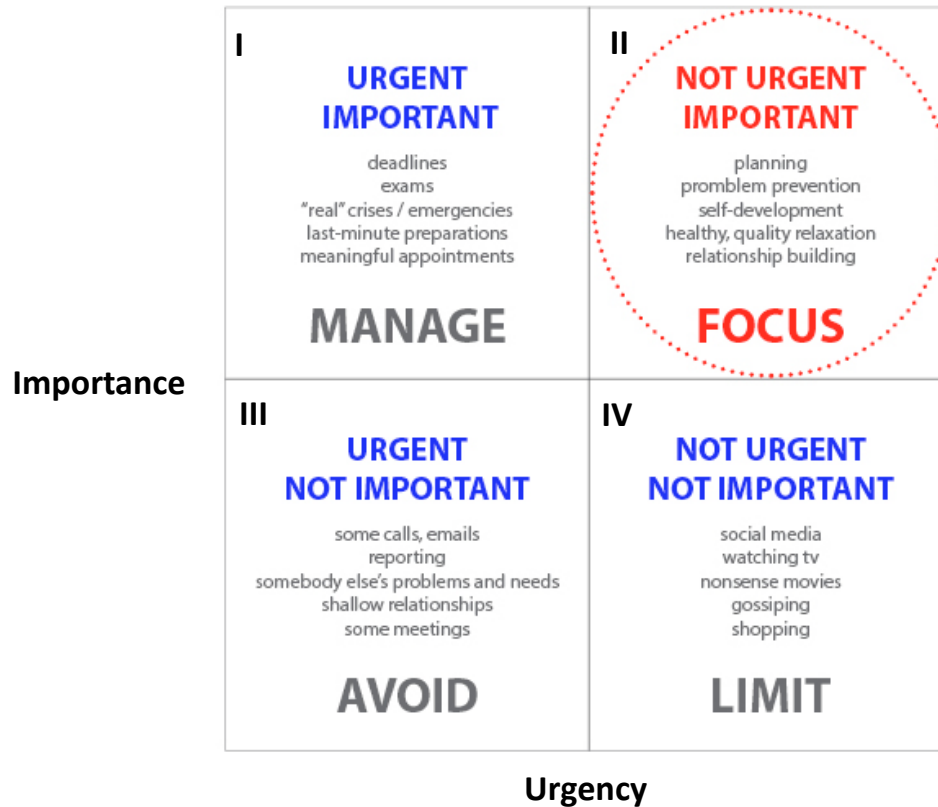 I
URGENT
IMPORTANT
deadlines
exams
“real” crises / emergencies
last-minute preparations
meaningful appointments
MANAGE
II
NOT URGENT
IMPORTANT
planning
promblem prevention
self-development
healthy, quality relaxation
relationship building
FOCUS
Importance
III
URGENT
NOT IMPORTANT
some calls, emails
reporting
somebody else’s problems and needs
shallow relationships
some meetings
AVOID
IV
NOT URGENT
NOT IMPORTANT
social media
watching tv
nonsense movies
gossiping
shopping
LIMIT
Urgency